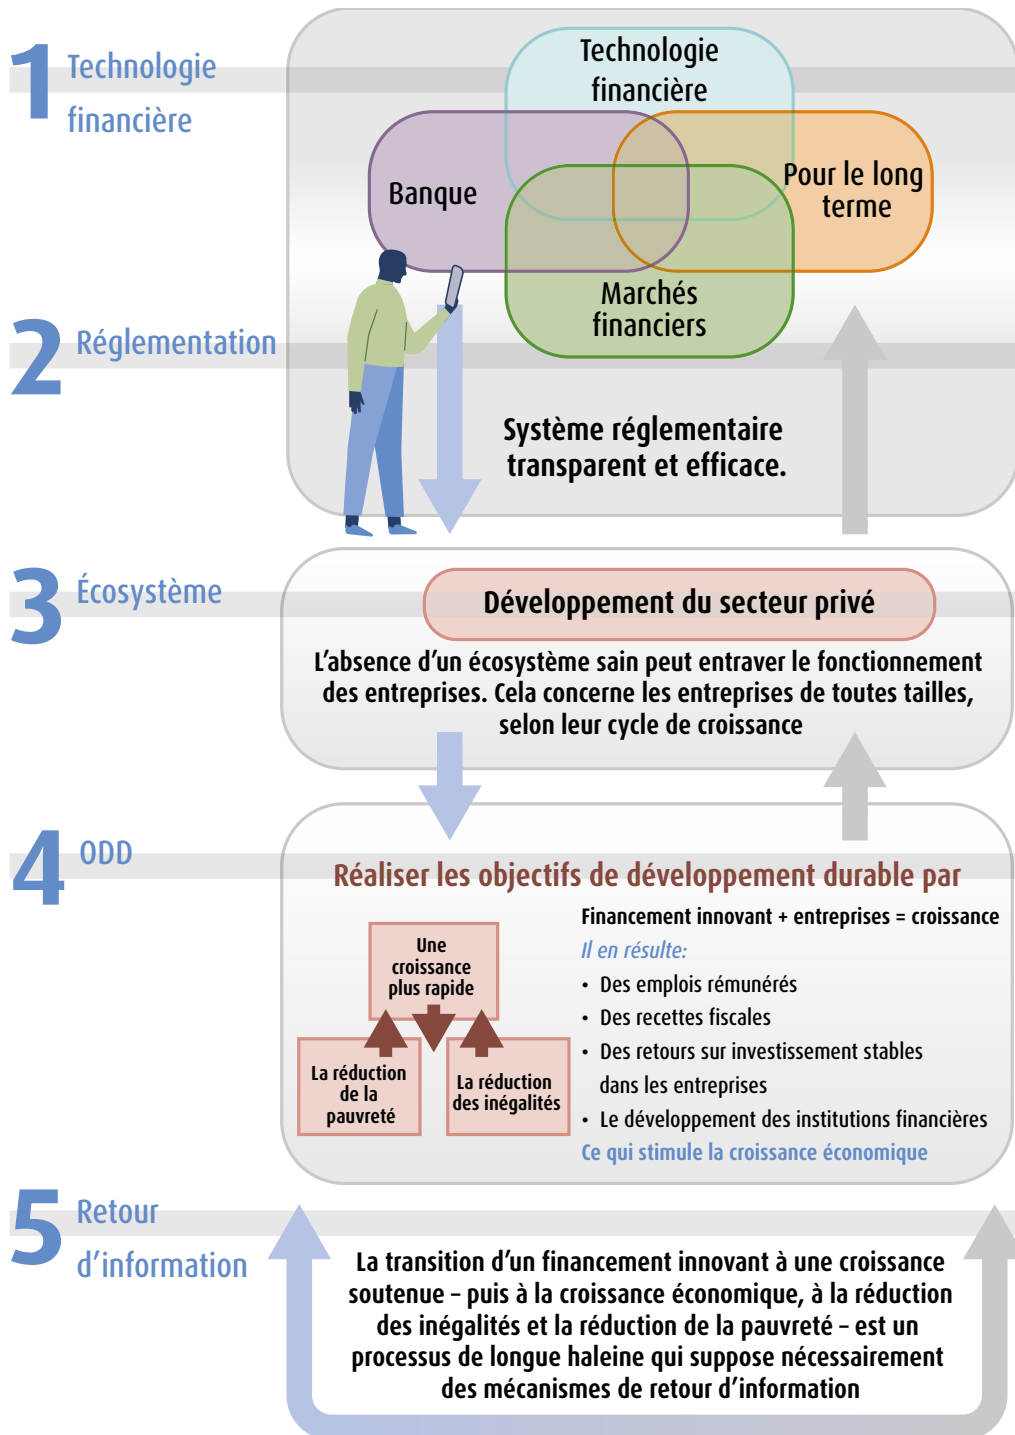 1 Technologie
financière
Technologie
financière
Banque
Pour le long
terme
Marchés
financiers
2 Réglementation
Système réglementaire
transparent et efficace.
3 Écosystème
Développement du secteur privé
L’absence d’un écosystème sain peut entraver le fonctionnement
des entreprises. Cela concerne les entreprises de toutes tailles,
selon leur cycle de croissance
4 ODD
Réaliser les objectifs de développement durable par
Une
croissance
plus rapide
La réduction
de la
pauvreté
La réduction
des inégalités
Financement innovant + entreprises = croissance
Il en résulte:
• Des emplois rémunérés
• Des recettes fiscales
• Des retours sur investissement stables
dans les entreprises
• Le développement des institutions financières
Ce qui stimule la croissance économique
5 Retour
d’information
La transition d’un financement innovant à une croissance
soutenue – puis à la croissance économique, à la réduction
des inégalités et la réduction de la pauvreté – est un
processus de longue haleine qui suppose nécessairement
des mécanismes de retour d’information